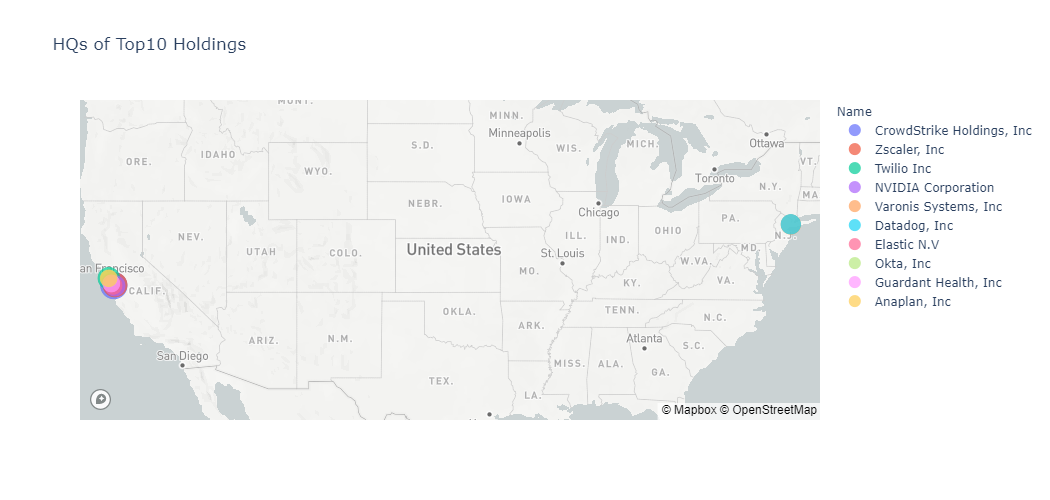 HQs of Top10 Holdings
MONT.
MINN.
Minneapolis
Ottawa
ORE.
IDAHO
S.D.
WIS.
MICH.
VT.
WYO.
Toronto
N.Y.
MA
NEBR.
IOWA
Chicago
PA.
NEV.
UTAH
COLO.
United States
ILL.
IND.
OHIO
N.J.
St. Louis
MD.
an Francisco
MO.
W.VA.
CALIF.
KY.
VA.
OKLA.
TENN.
N.C.
ARIZ.
N.M.
ARK.
San Diego
Atlanta
S.C.
MISS.
ALA.
GA.
TEX.
LA.
© Mapbox © OpenStreetMap
Name
CrowdStrike Holdings, Inc
Zscaler, Inc
Twilio Inc
NVIDIA Corporation
Varonis Systems, Inc
Datadog, Inc
Elastic N.V
Okta, Inc
Guardant Health, Inc
Anaplan, Inc